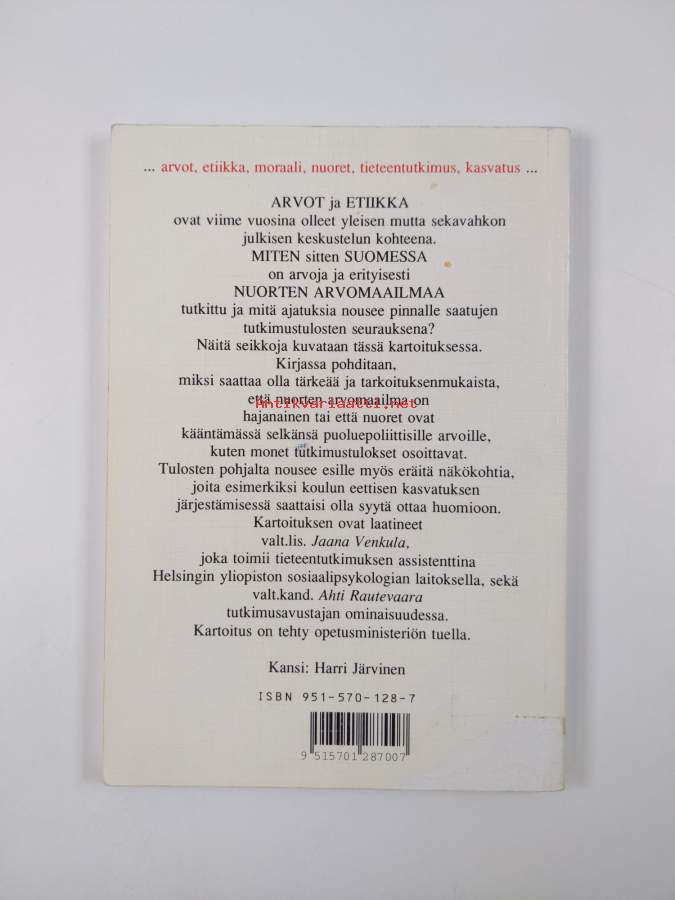 ... arvot, etiikka, moraali, nuoret, tieteentutkimus, kasvatus ...
ARVOT ja ETIIKKA
ovat viime vuosina olleet yleisen mutta sekavahkon
julkisen keskustelun kohteena.
MITEN sitten SUOMESSA
on arvoja ja erityisesti
NUORTEN ARVOMAAILMAA
tutkittu ja mitä ajatuksia nousee pinnalle saatujen
tutkimustulosten seurauksena?
Näitä seikkoja kuvataan tässä kartoituksessa.
Kirjassa pohditaan,
miksi saattaa olla tärkeää ja tarkoituksenmukaista,
että nuorten arvomaailma on
Antikvariaatti.net
hajanainen tai että nuoret ovat
kääntämässä selkänsä puoluepoliittisille arvoille,
kuten monet tutkimustulokset osoittavat.
Tulosten pohjalta nousee esille myös eräitä näkökohtia,
joita esimerkiksi koulun eettisen kasvatuksen
järjestämisessä saattaisi olla syytä ottaa huomioon.
Kartoituksen ovat laatineet
valt.lis. Jaana Venkula,
joka toimii tieteentutkimuksen assistenttina
Helsingin yliopiston sosiaalipsykologian laitoksella, sekä
valt.kand. Ahti Rautevaara
tutkimusavustajan ominaisuudessa.
Kartoitus on tehty opetusministeriön tuella.
Kansi: Harri Järvinen
ISBN 951-570-128-7
9 515701 287007